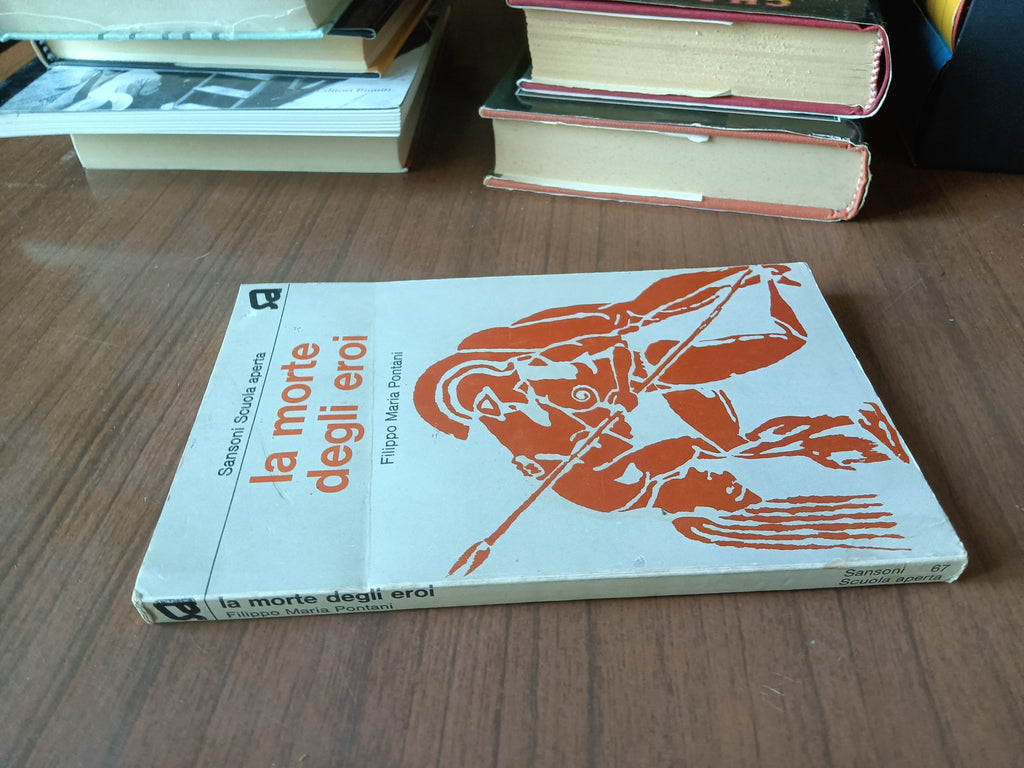 Sansoni Scuola aperta
la morte
degli eroi
Filippo Maria Pontani
la morte degli eroi
Filippo Maria Pontani
Sansoni 67
Scuola aperta